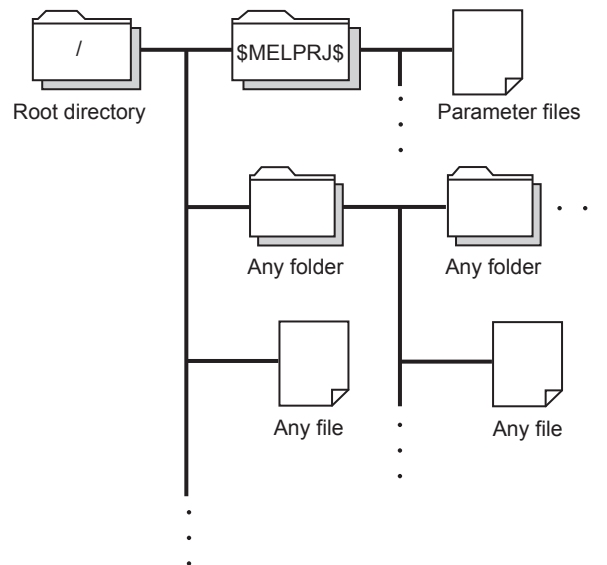 /
$MELPRJ$
Root directory
Parameter files
Any folder
Any folder
Any file
Any file